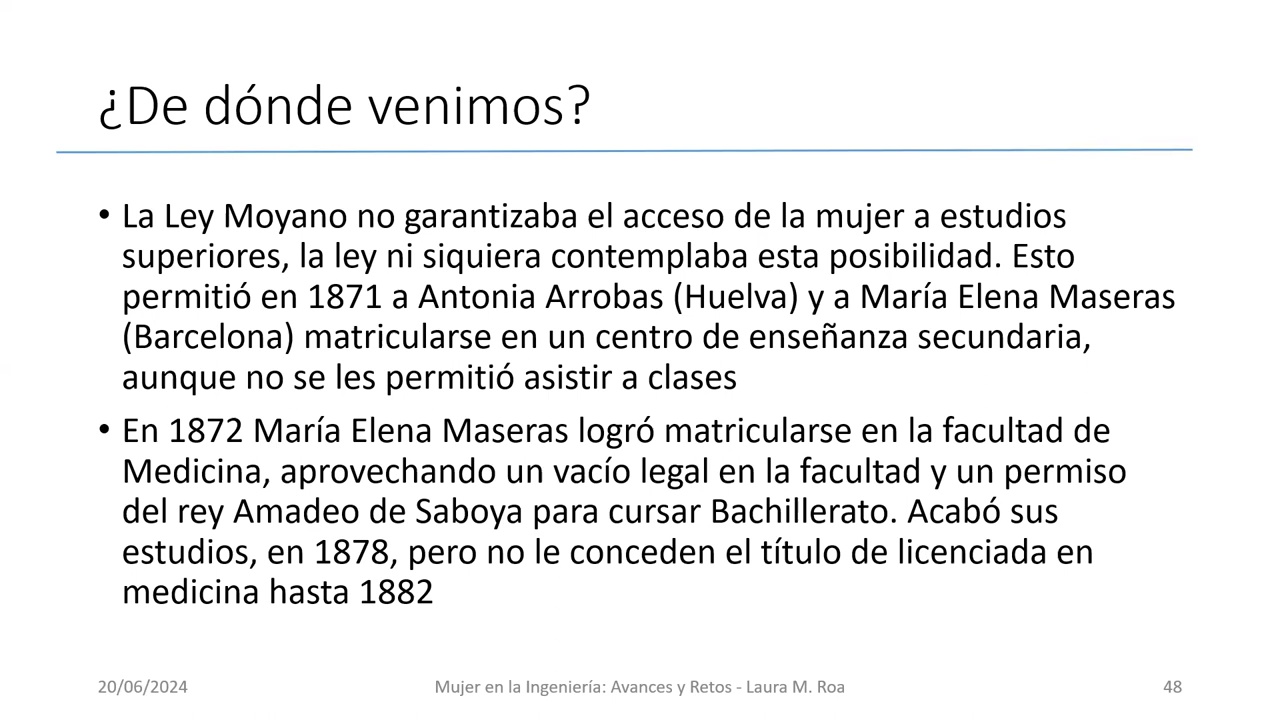 ¿De dónde venimos?
• La Ley Moyano no garantizaba el acceso de la mujer a estudios
superiores, la ley ni siquiera contemplaba esta posibilidad. Esto
permitió en 1871 a Antonia Arrobas (Huelva) y a María Elena Maseras
(Barcelona) matricularse en un centro de enseñanza secundaria,
aunque no se les permitió asistir a clases
• En 1872 María Elena Maseras logró matricularse en la facultad de
Medicina, aprovechando un vacío legal en la facultad y un permiso
del rey Amadeo de Saboya para cursar Bachillerato. Acabó sus
estudios, en 1878, pero no le conceden el título de licenciada en
medicina hasta 1882
20/06/2024
Mujer en la Ingeniería: Avances y Retos - Laura M. Roa
48